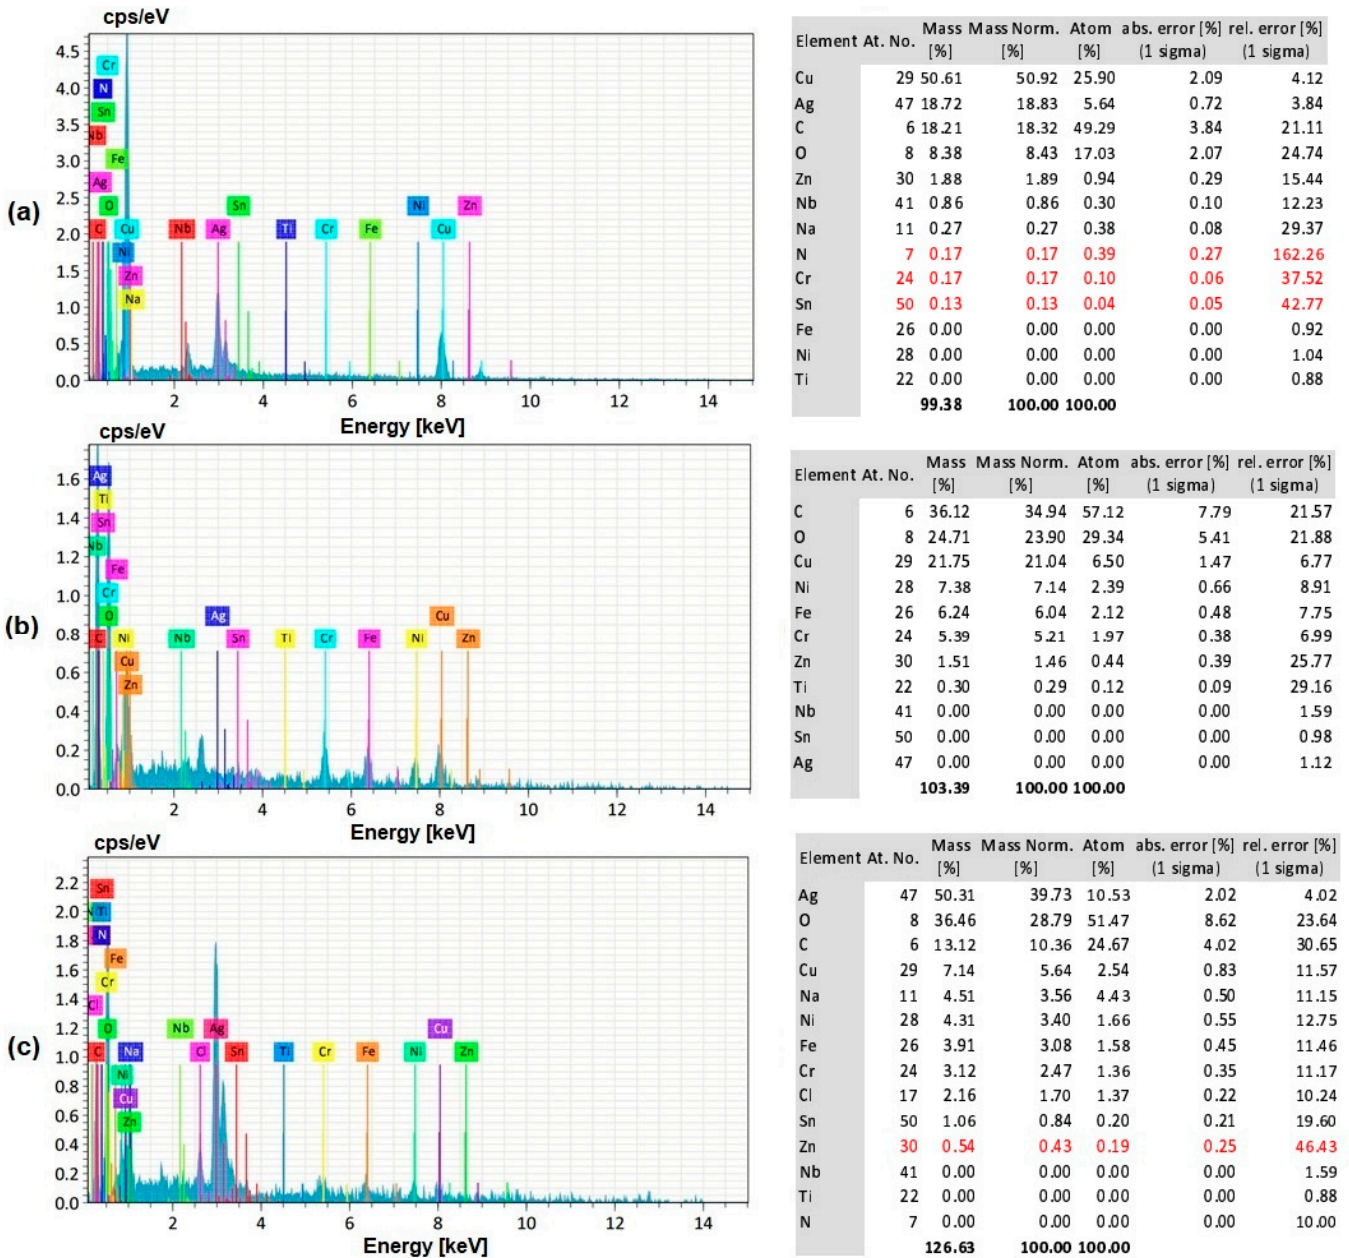 cps/eV
4.5
4.0
3.5
3.0
2.5
2.0
1.5
1.0
0.5
0.0
Cr
N
Sn
Nb
Fe
Ag
O
C Cu Nb Ag Sn Ti Cr Fe Ni Cu Zn
Ni
Zn
Na
(a)
2 4 6 8 10 12 14
Energy [keV]
Element At. No. Mass Mass Norm. Atom abs. error [%] rel. error [%]
[%] [%] [%] (1 sigma) (1 sigma)
Cu 29 50.61 50.92 25.90 2.09 4.12
Ag 47 18.72 18.83 5.64 0.72 3.84
C 6 18.21 18.32 49.29 3.84 21.11
O 8 8.38 8.43 17.03 2.07 24.74
Zn 30 1.88 1.89 0.94 0.29 15.44
Nb 41 0.86 0.86 0.30 0.10 12.23
Na 11 0.27 0.27 0.38 0.08 29.37
N 7 0.17 0.17 0.39 0.27 162.26
Cr 24 0.17 0.17 0.10 0.06 37.52
Sn 50 0.13 0.13 0.04 0.05 42.77
Fe 26 0.00 0.00 0.00 0.00 0.92
Ni 28 0.00 0.00 0.00 0.00 1.04
Ti 22 0.00 0.00 0.00 0.00 0.88
99.38 100.00 100.00
cps/eV
1.6
1.4
1.2
1.0
0.8
0.6
0.4
0.2
0.0
Ag
Ti
Sn
Nb
Fe
Cr
O Ag Cu
C Ni Nb Sn Ti Cr Fe Ni Zn
Cu
Zn
(b)
2 4 6 8 10 12 14
Energy [keV]
Element At. No. Mass Mass Norm. Atom abs. error [%] rel. error [%]
[%] [%] [%] (1 sigma) (1 sigma)
C 6 36.12 34.94 57.12 7.79 21.57
O 8 24.71 23.90 29.34 5.41 21.88
Cu 29 21.75 21.04 6.50 1.47 6.77
Ni 28 7.38 7.14 2.39 0.66 8.91
Fe 26 6.24 6.04 2.12 0.48 7.75
Cr 24 5.39 5.21 1.97 0.38 6.99
Zn 30 1.51 1.46 0.44 0.39 25.77
Ti 22 0.30 0.29 0.12 0.09 29.16
Nb 41 0.00 0.00 0.00 0.00 1.59
Sn 50 0.00 0.00 0.00 0.00 0.98
Ag 47 0.00 0.00 0.00 0.00 1.12
103.39 100.00 100.00
cps/eV
2.2
2.0
1.8
1.6
1.4
1.2
1.0
0.8
0.6
0.4
0.2
0.0
Sn
Ti
N
Fe
Cr
Cl
O Nb Ag Cu
C Na Cl Sn Ti Cr Fe Ni Zn
Ni
Cu
Zn
(c)
2 4 6 8 10 12 14
Energy [keV]
Element At. No. Mass Mass Norm. Atom abs. error [%] rel. error [%]
[%] [%] [%] (1 sigma) (1 sigma)
Ag 47 50.31 39.73 10.53 2.02 4.02
O 8 36.46 28.79 51.47 8.62 23.64
C 6 13.12 10.36 24.67 4.02 30.65
Cu 29 7.14 5.64 2.54 0.83 11.57
Na 11 4.51 3.56 4.43 0.50 11.15
Ni 28 4.31 3.40 1.66 0.55 12.75
Fe 26 3.91 3.08 1.58 0.45 11.46
Cr 24 3.12 2.47 1.36 0.35 11.17
Cl 17 2.16 1.70 1.37 0.22 10.24
Sn 50 1.06 0.84 0.20 0.21 19.60
Zn 30 0.54 0.43 0.19 0.25 46.43
Nb 41 0.00 0.00 0.00 0.00 1.59
Ti 22 0.00 0.00 0.00 0.00 0.88
N 7 0.00 0.00 0.00 0.00 10.00
126.63 100.00 100.00